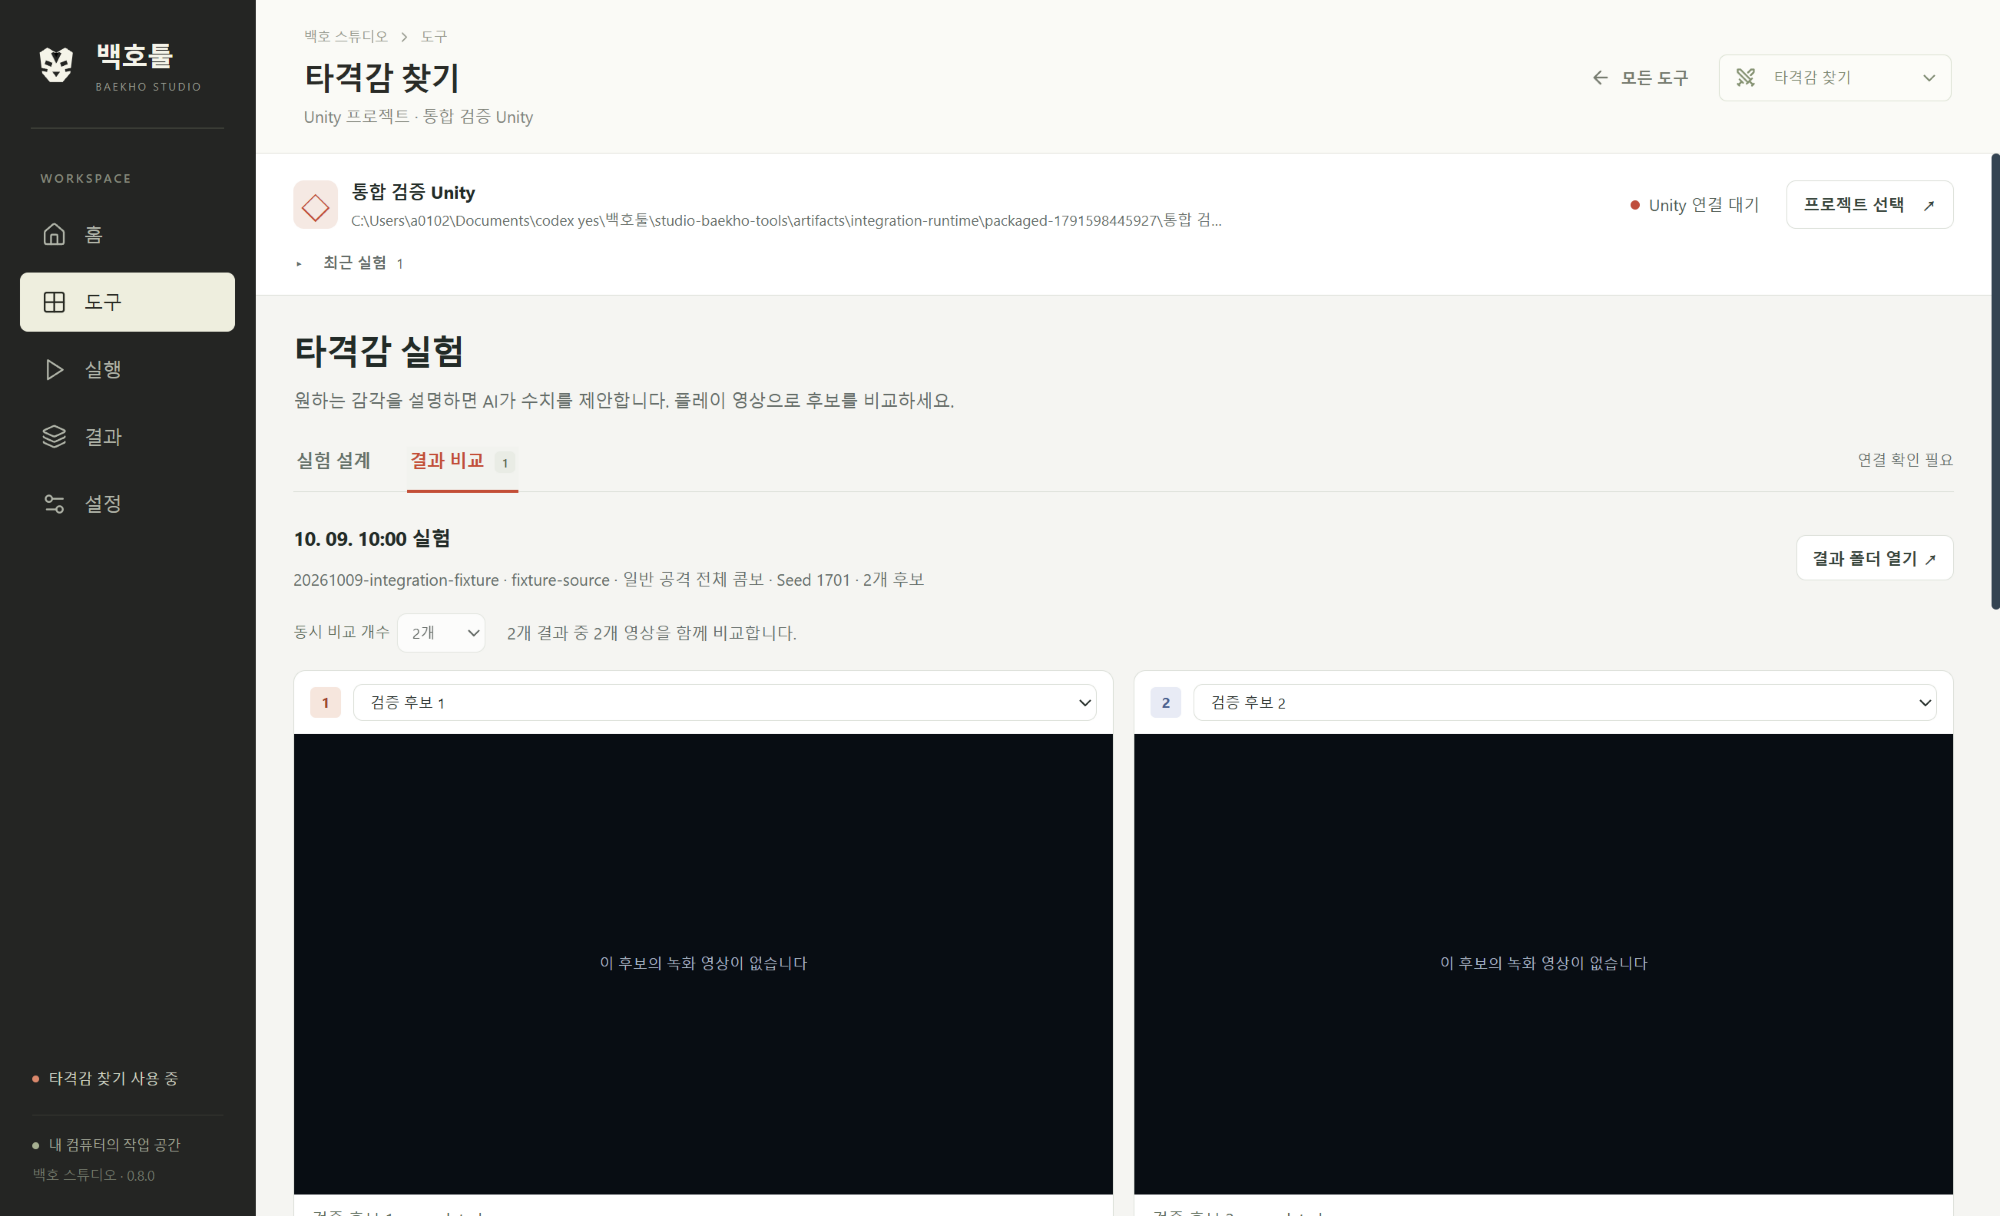 백호툴
BAEKHO STUDIO
WORKSPACE
홈
도구
실행
결과
설정
타격감 찾기 사용 중
내 컴퓨터의 작업 공간
백호 스튜디오 · 0.8.0
백호 스튜디오 > 도구
타격감 찾기
Unity 프로젝트 · 통합 검증 Unity
← 모든 도구
타격감 찾기
통합 검증 Unity
C:\Users\a0102\Documents\codex yes\백호툴\studio-baekho-tools\artifacts\integration-runtime\packaged-1791598445927\통합 검...
Unity 연결 대기
프로젝트 선택 ↗
▸ 최근 실험 1
타격감 실험
원하는 감각을 설명하면 AI가 수치를 제안합니다. 플레이 영상으로 후보를 비교하세요.
실험 설계
결과 비교 1
연결 확인 필요
10. 09. 10:00 실험
20261009-integration-fixture · fixture-source · 일반 공격 전체 콤보 · Seed 1701 · 2개 후보
결과 폴더 열기 ↗
동시 비교 개수 2개 2개 결과 중 2개 영상을 함께 비교합니다.
1 검증 후보 1
이 후보의 녹화 영상이 없습니다
2 검증 후보 2
이 후보의 녹화 영상이 없습니다